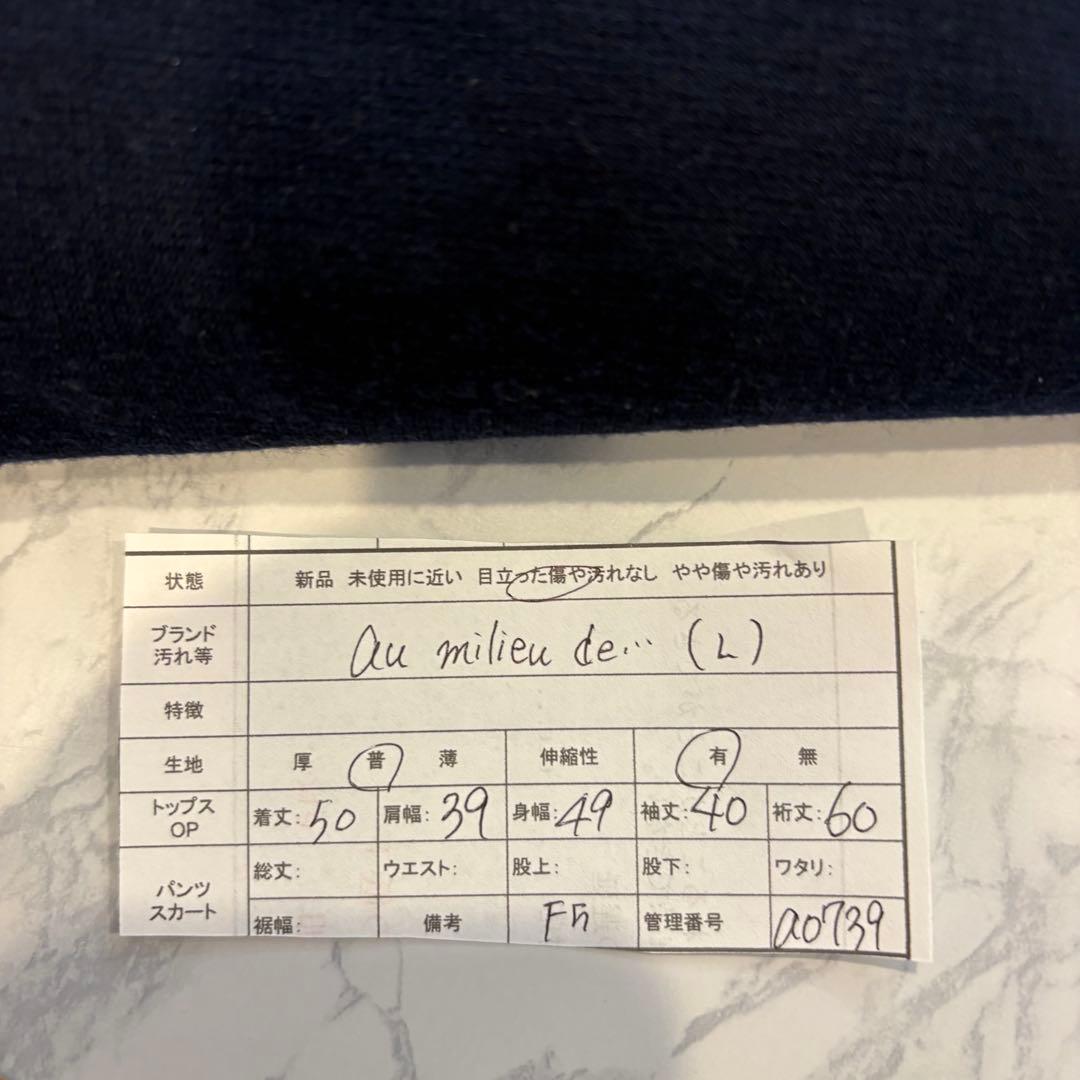 状態 新品 未使用に近い 目立った傷や汚れなし やや傷や汚れあり
ブランド
汚れ等
au milieu de… (L)
特徴
生地 厚 普 薄 伸縮性 有 無
トップス
OP
着丈: 50 肩幅: 39 身幅: 49 袖丈: 40 裄丈: 60
パンツ
スカート
総丈: ウエスト: 股上: 股下: ワタリ:
裾幅: 備考 F5 管理番号 a0739